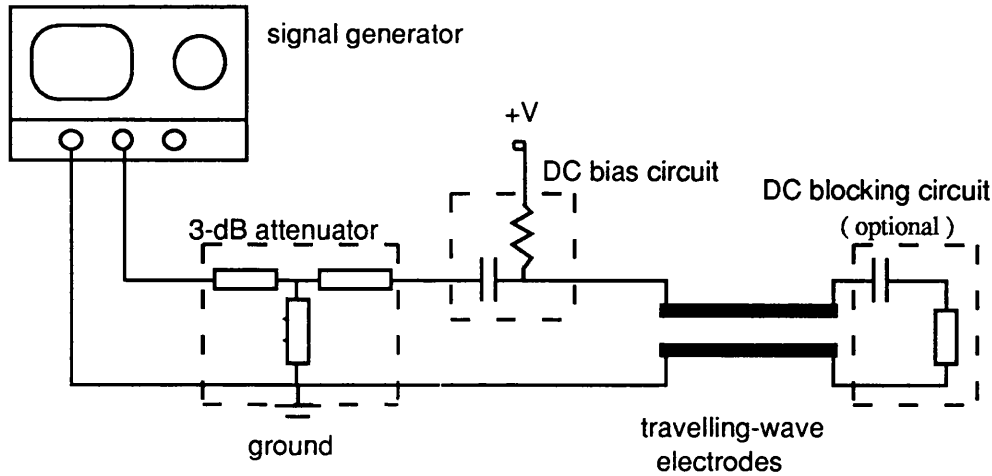 signal generator
+V
DC bias circuit
DC blocking circuit
( optional )
3-dB attenuator
ground
travelling-wave
electrodes